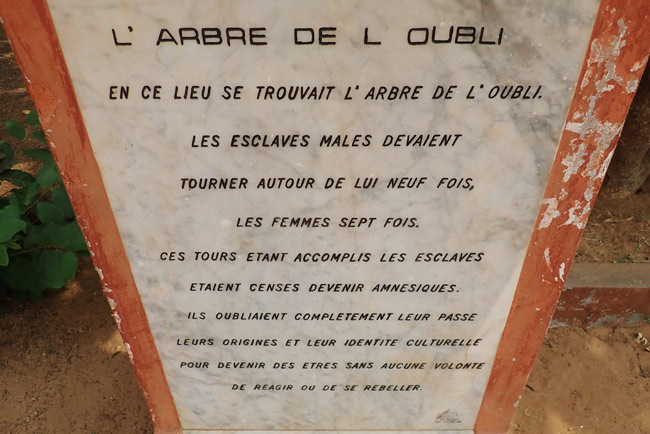 L' ARBRE DE L OUBLI
EN CE LIEU SE TROUVAIT L'ARBRE DE L'OUBLI.
LES ESCLAVES MALES DEVAIENT
TOURNER AUTOUR DE LUI NEUF FOIS,
LES FEMMES SEPT FOIS.
CES TOURS ETANT ACCOMPLIS LES ESCLAVES
ETAIENT CENSES DEVENIR AMNESIQUES.
ILS OUBLIAIENT COMPLETEMENT LEUR PASSE
LEURS ORIGINES ET LEUR IDENTITE CULTURELLE
POUR DEVENIR DES ETRES SANS AUCUNE VOLONTE
DE REAGIR OU DE SE REBELLER.